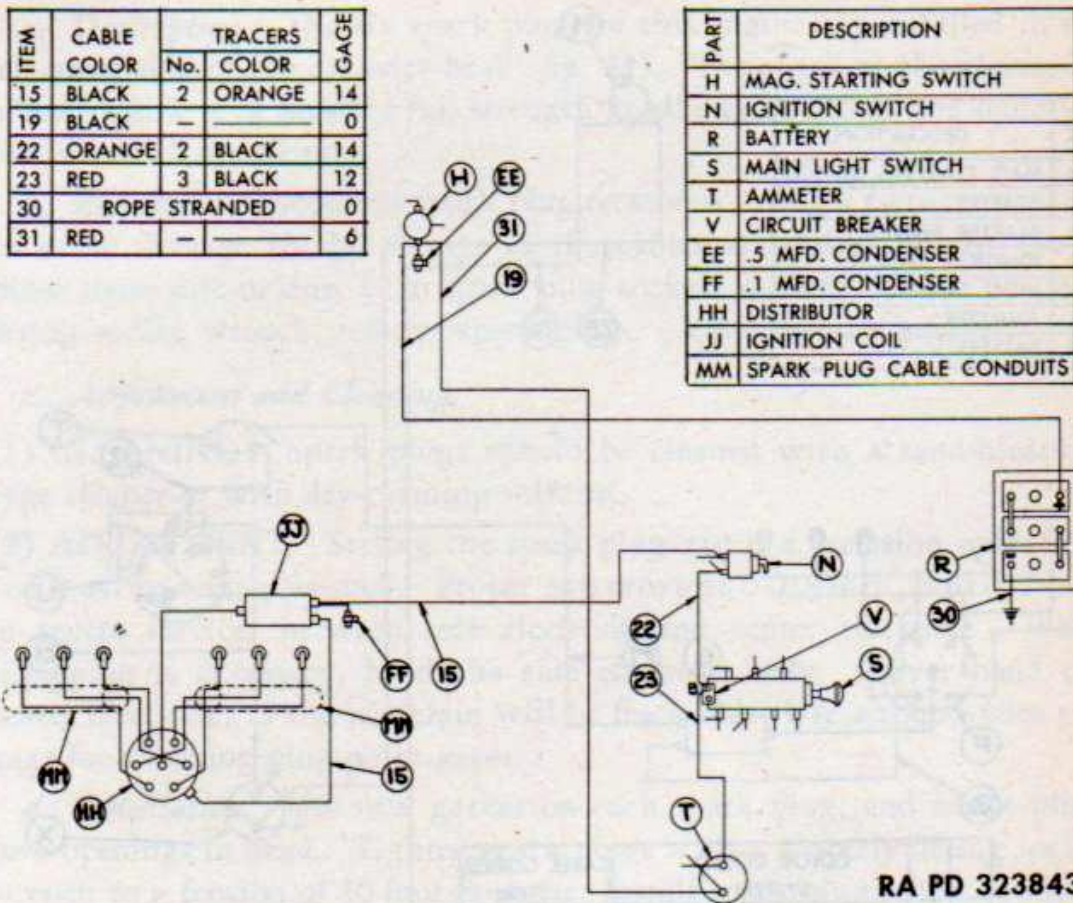 ITEM CABLE COLOR TRACERS No. COLOR GAGE
15 BLACK 2 ORANGE 14
19 BLACK — — 0
22 ORANGE 2 BLACK 14
23 RED 3 BLACK 12
30 ROPE STRANDED 0
31 RED — — 6
PART DESCRIPTION
H MAG. STARTING SWITCH
N IGNITION SWITCH
R BATTERY
S MAIN LIGHT SWITCH
T AMMETER
V CIRCUIT BREAKER
EE .5 MFD. CONDENSER
FF .1 MFD. CONDENSER
HH DISTRIBUTOR
JJ IGNITION COIL
MM SPARK PLUG CABLE CONDUITS
H
EE
31
19
JJ
N
R
22
V
30
23
S
FF
15
B
MM
MM
15
HH
T
RA PD 323843